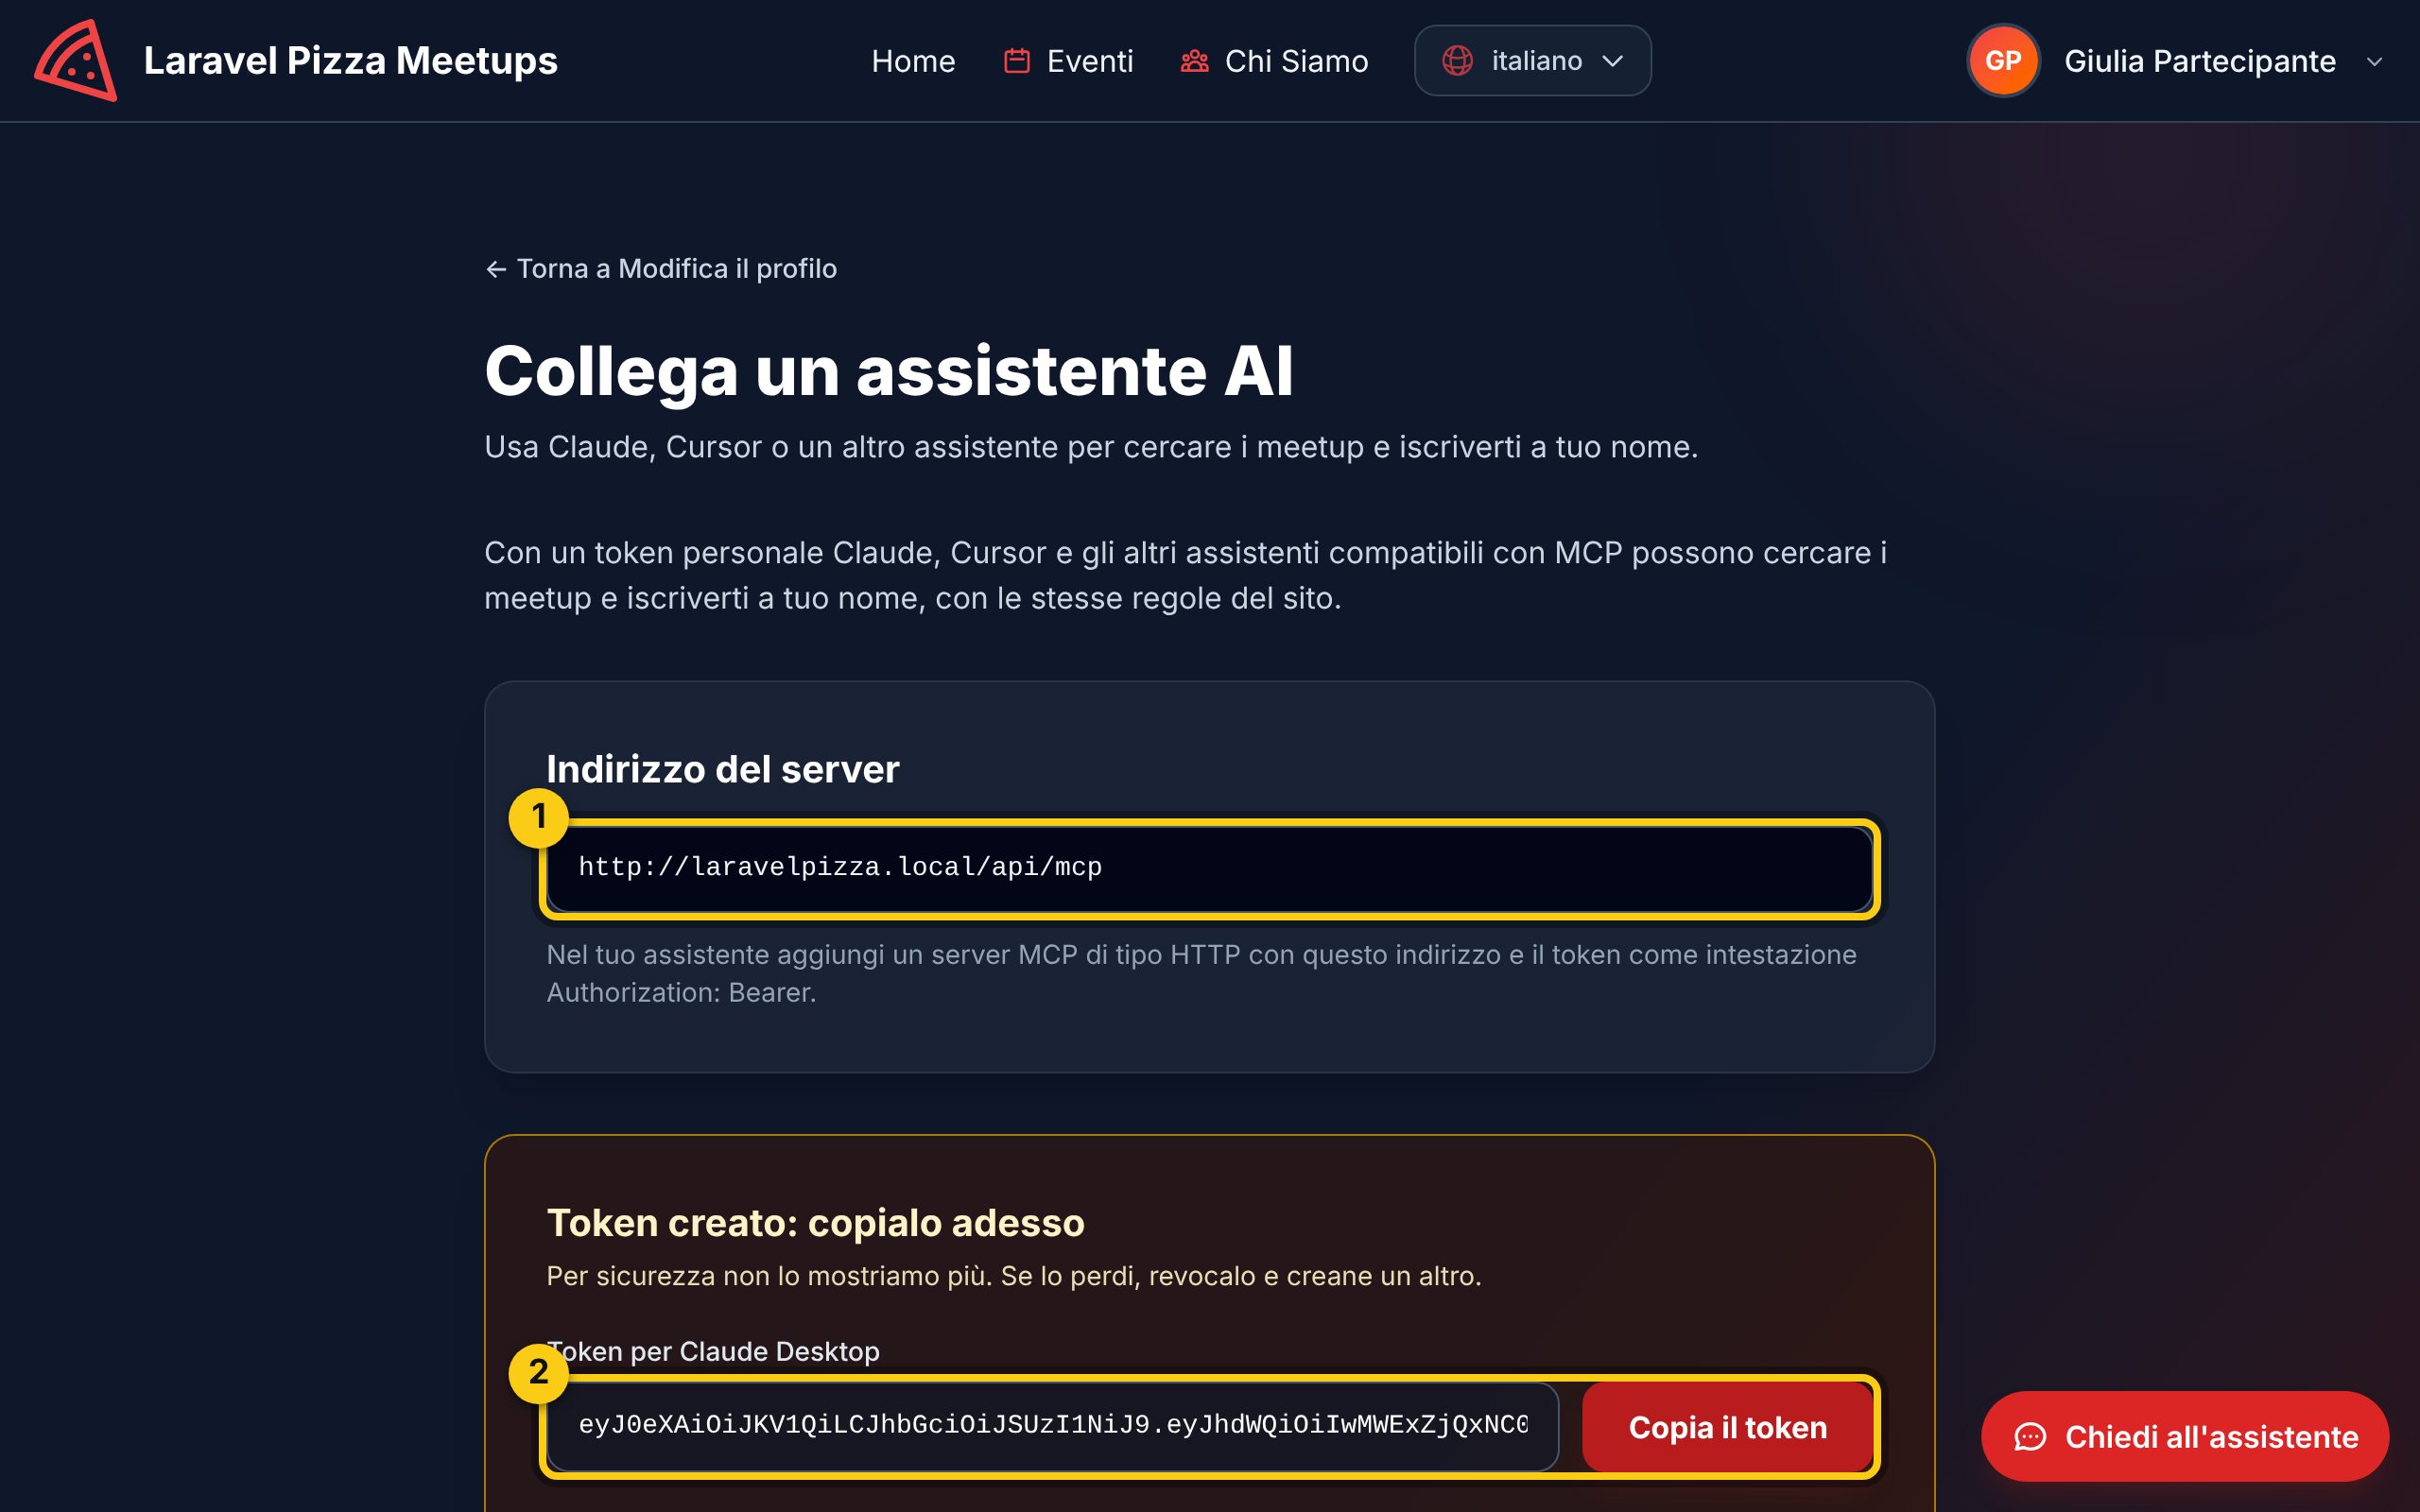 Laravel Pizza Meetups
Home
Eventi
Chi Siamo
italiano
GP
Giulia Partecipante
← Torna a Modifica il profilo
Collega un assistente AI
Usa Claude, Cursor o un altro assistente per cercare i meetup e iscriverti a tuo nome.
Con un token personale Claude, Cursor e gli altri assistenti compatibili con MCP possono cercare i
meetup e iscriverti a tuo nome, con le stesse regole del sito.
Indirizzo del server
1
http://laravelpizza.local/api/mcp
Nel tuo assistente aggiungi un server MCP di tipo HTTP con questo indirizzo e il token come intestazione
Authorization: Bearer.
Token creato: copialo adesso
Per sicurezza non lo mostriamo più. Se lo perdi, revocalo e creane un altro.
Token per Claude Desktop
2
eyJ0eXAiOiJKV1QiLCJhbGciOiJSUzI1NiJ9.eyJhdWQiOiIwMWExZjQxNC0
Copia il token
Chiedi all'assistente